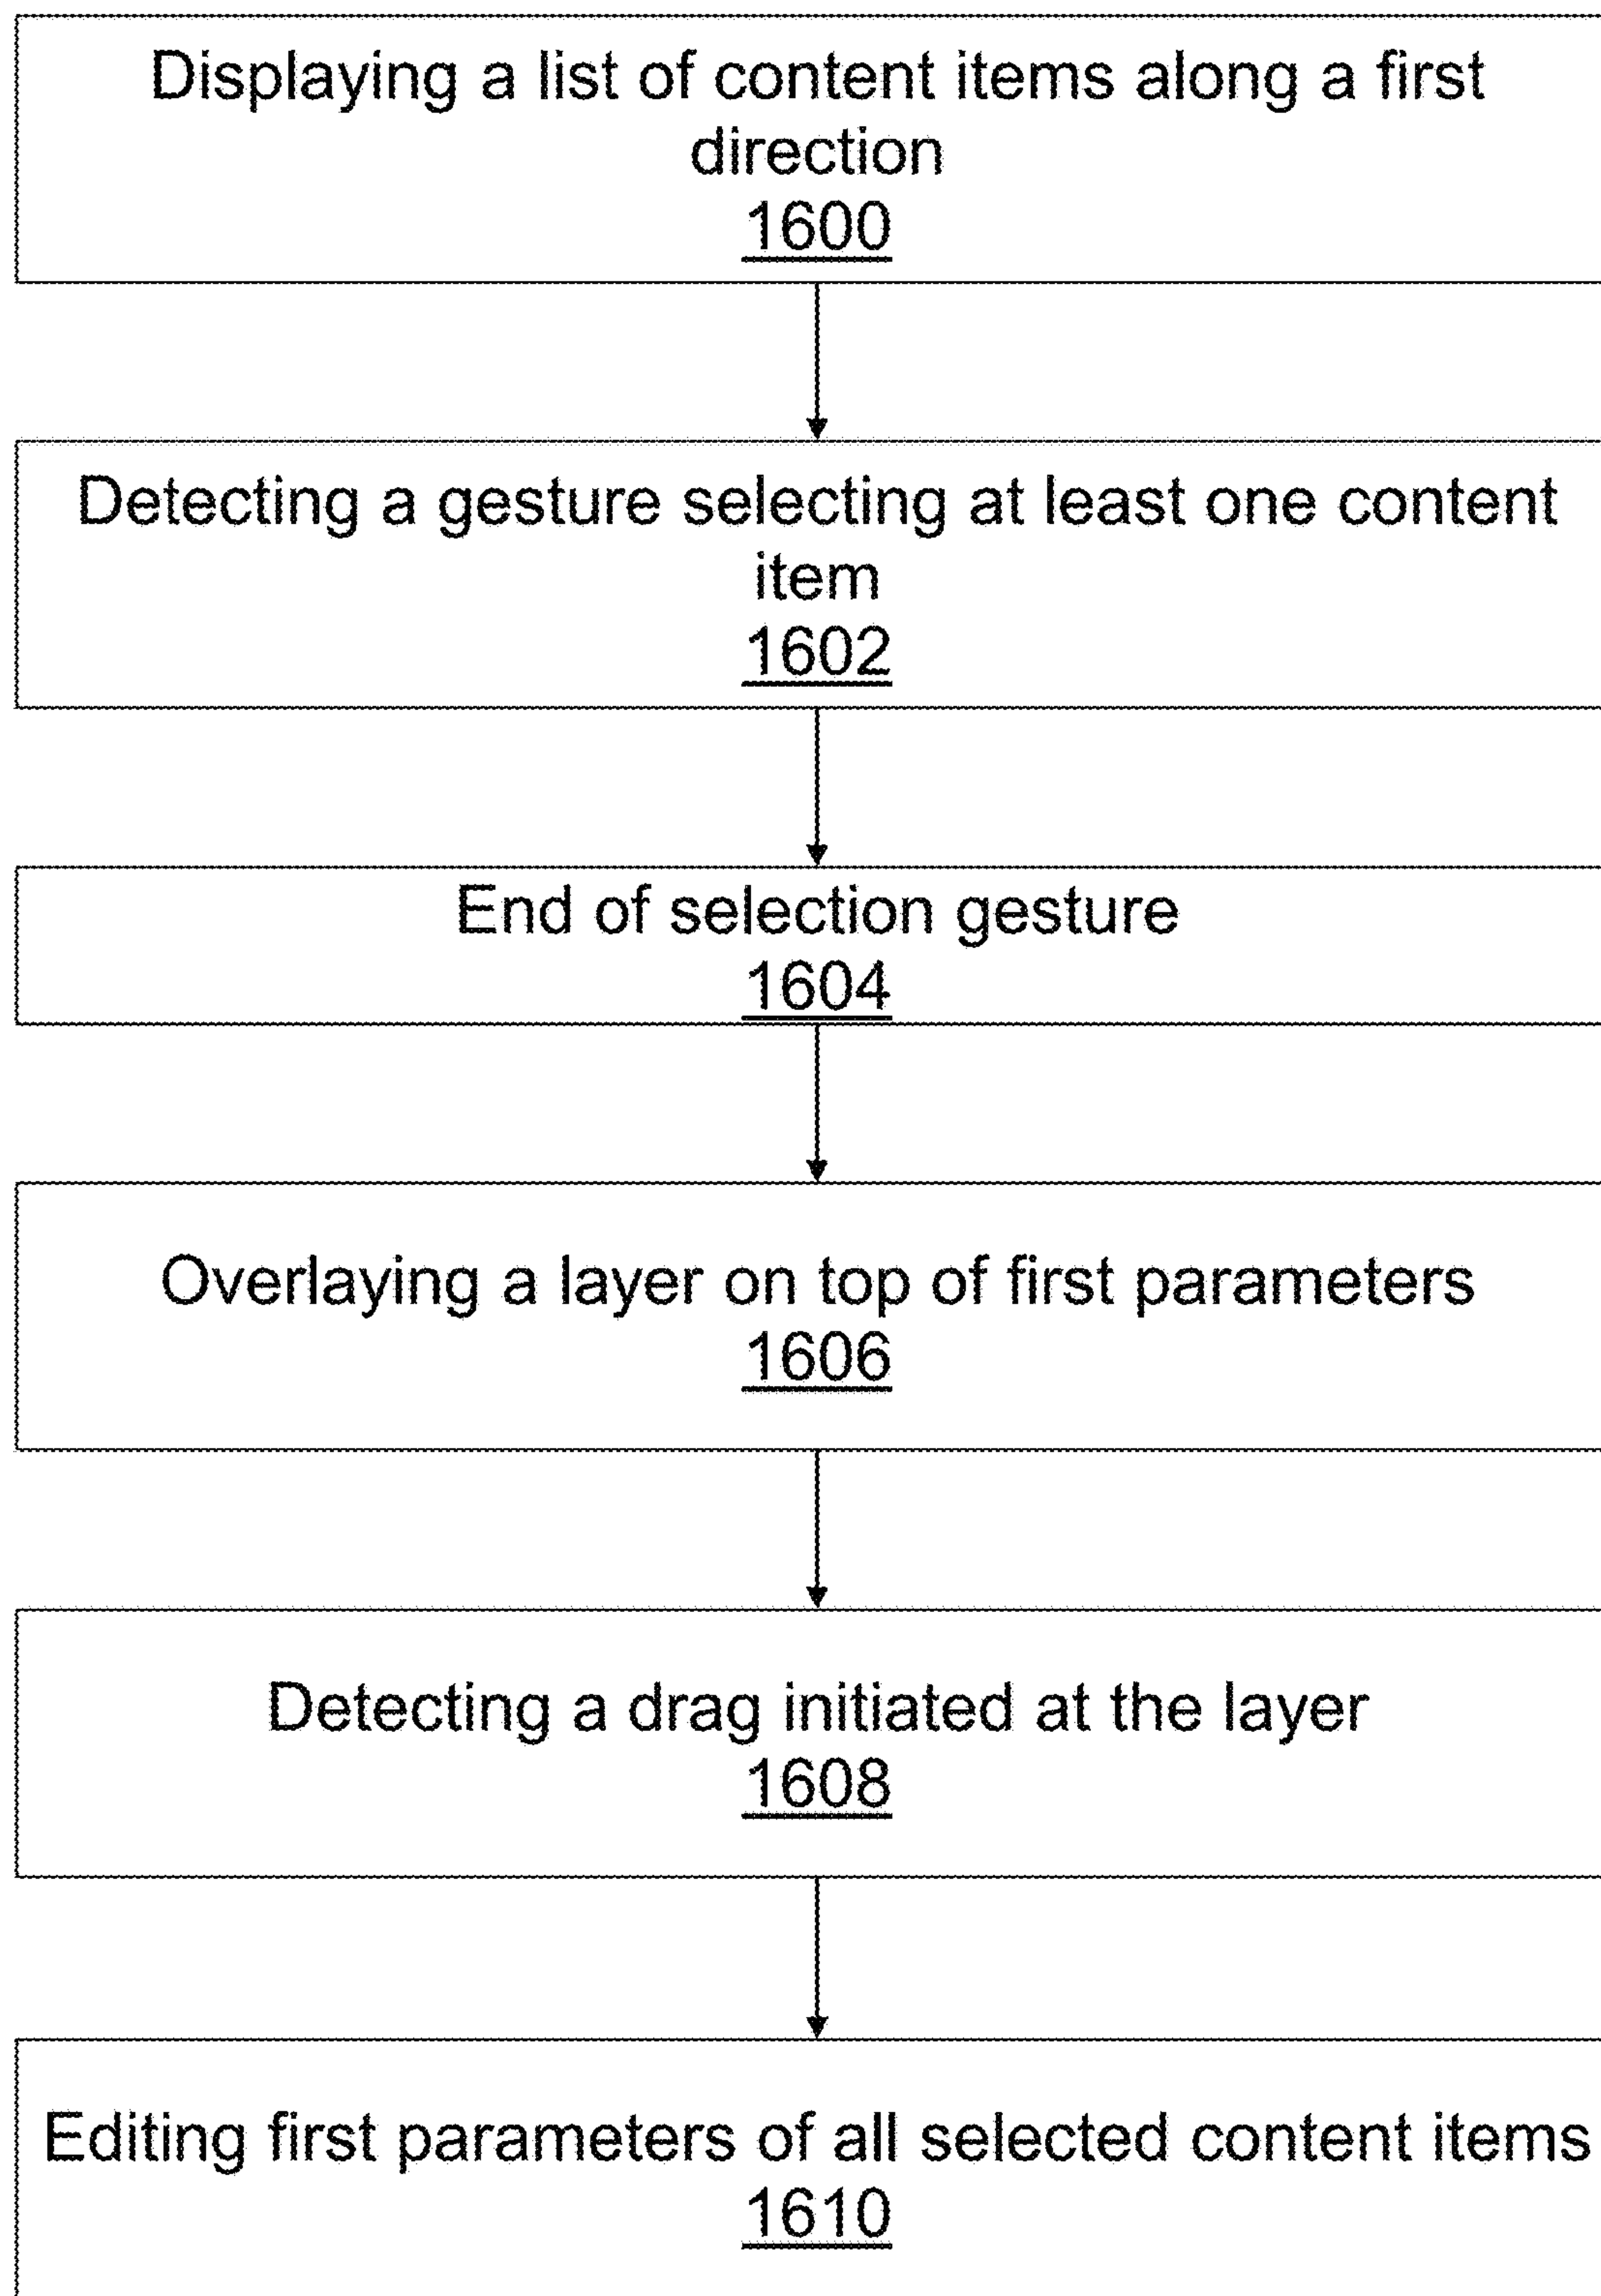 Displaying a list of content items along a first
direction
1600
Detecting a gesture selecting at least one content
item
1602
End of selection gesture
1604
Overlaying a layer on top of first parameters
1606
Detecting a drag initiated at the layer
1608
Editing first parameters of all selected content items
1610